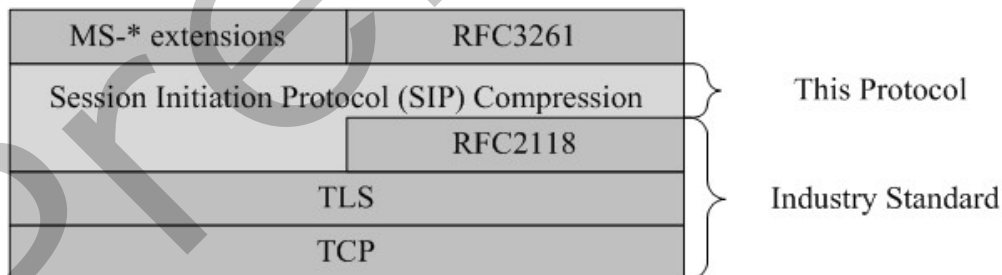 MS-* extensions RFC3261
Session Initiation Protocol (SIP) Compression This Protocol
RFC2118
TLS Industry Standard
TCP